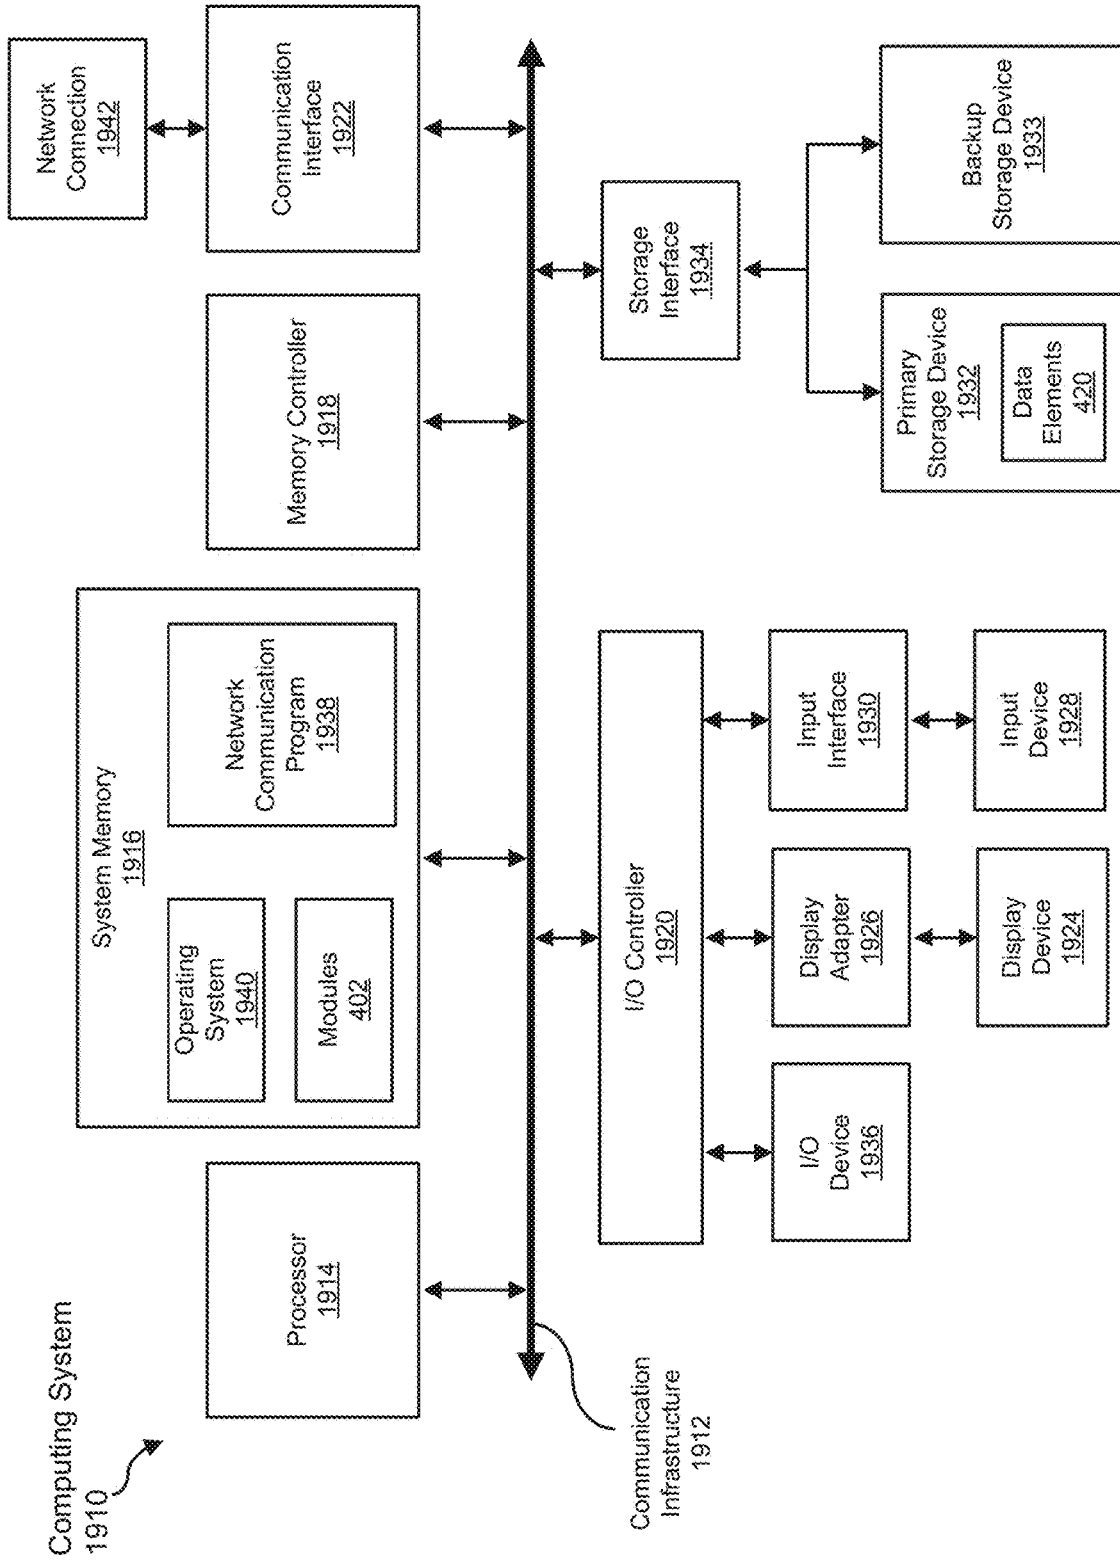 Computing System
1910
Processor
1914
System Memory
1916
Operating
System
1940
Modules
402
Network
Communication
Program
1938
Memory Controller
1918
Communication
Interface
1922
Network
Connection
1942
Communication
Infrastructure
1912
I/O Controller
1920
I/O
Device
1936
Display
Adapter
1926
Input
Interface
1930
Display
Device
1924
Input
Device
1928
Storage
Interface
1934
Primary
Storage Device
1932
Data
Elements
420
Backup
Storage Device
1933